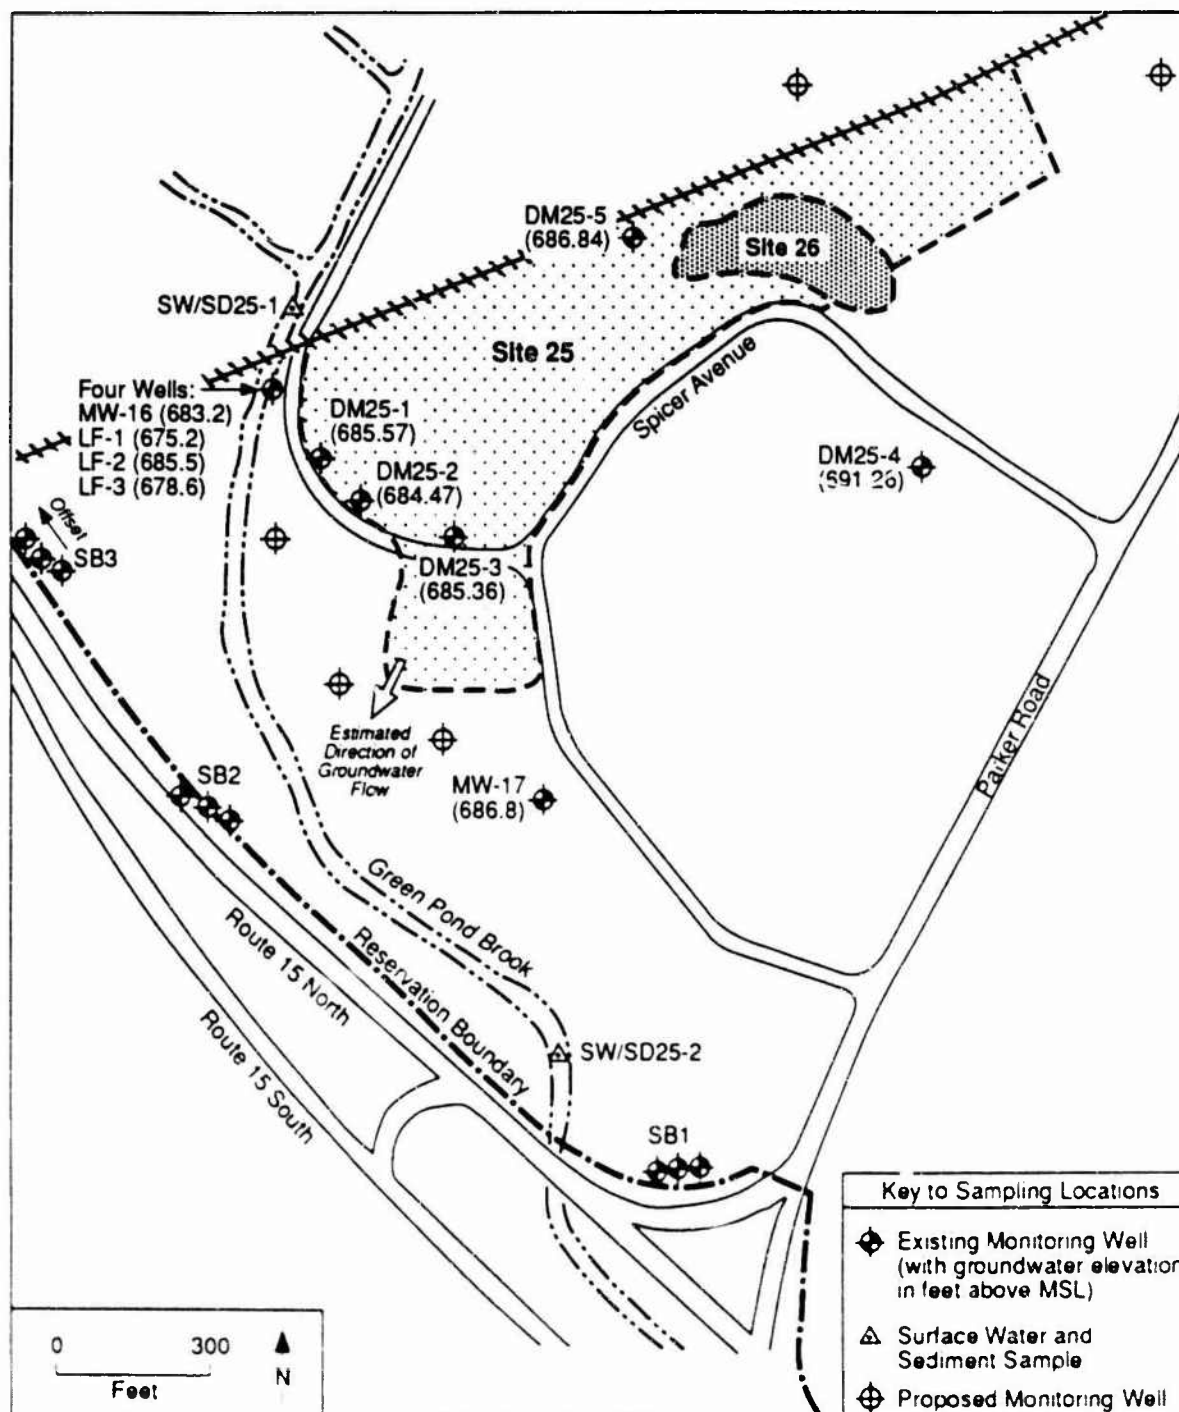 DM25-5
(686.84)
Site 26
SW/SD25-1
Site 25
Spicer Avenue
Four Wells:
MW-16 (683.2)
LF-1 (675.2)
LF-2 (685.5)
LF-3 (678.6)
DM25-1
(685.57)
DM25-2
(684.47)
DM25-4
(691.26)
Offset
SB3
DM25-3
(685.36)
Parker Road
Estimated
Direction of
Groundwater
Flow
MW-17
(686.8)
SB2
Green Pond Brook
Reservation Boundary
Route 15 North
Route 15 South
SW/SD25-2
SB1
Key to Sampling Locations
Existing Monitoring Well
(with groundwater elevation
in feet above MSL)
Surface Water and
Sediment Sample
Proposed Monitoring Well
0 300
Feet
N